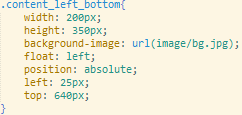 .content_left_bottom{
width: 200px;
height: 350px;
background-image: url(image/bg.jpg);
float: left;
position: absolute;
left: 25px;
top: 640px;
}